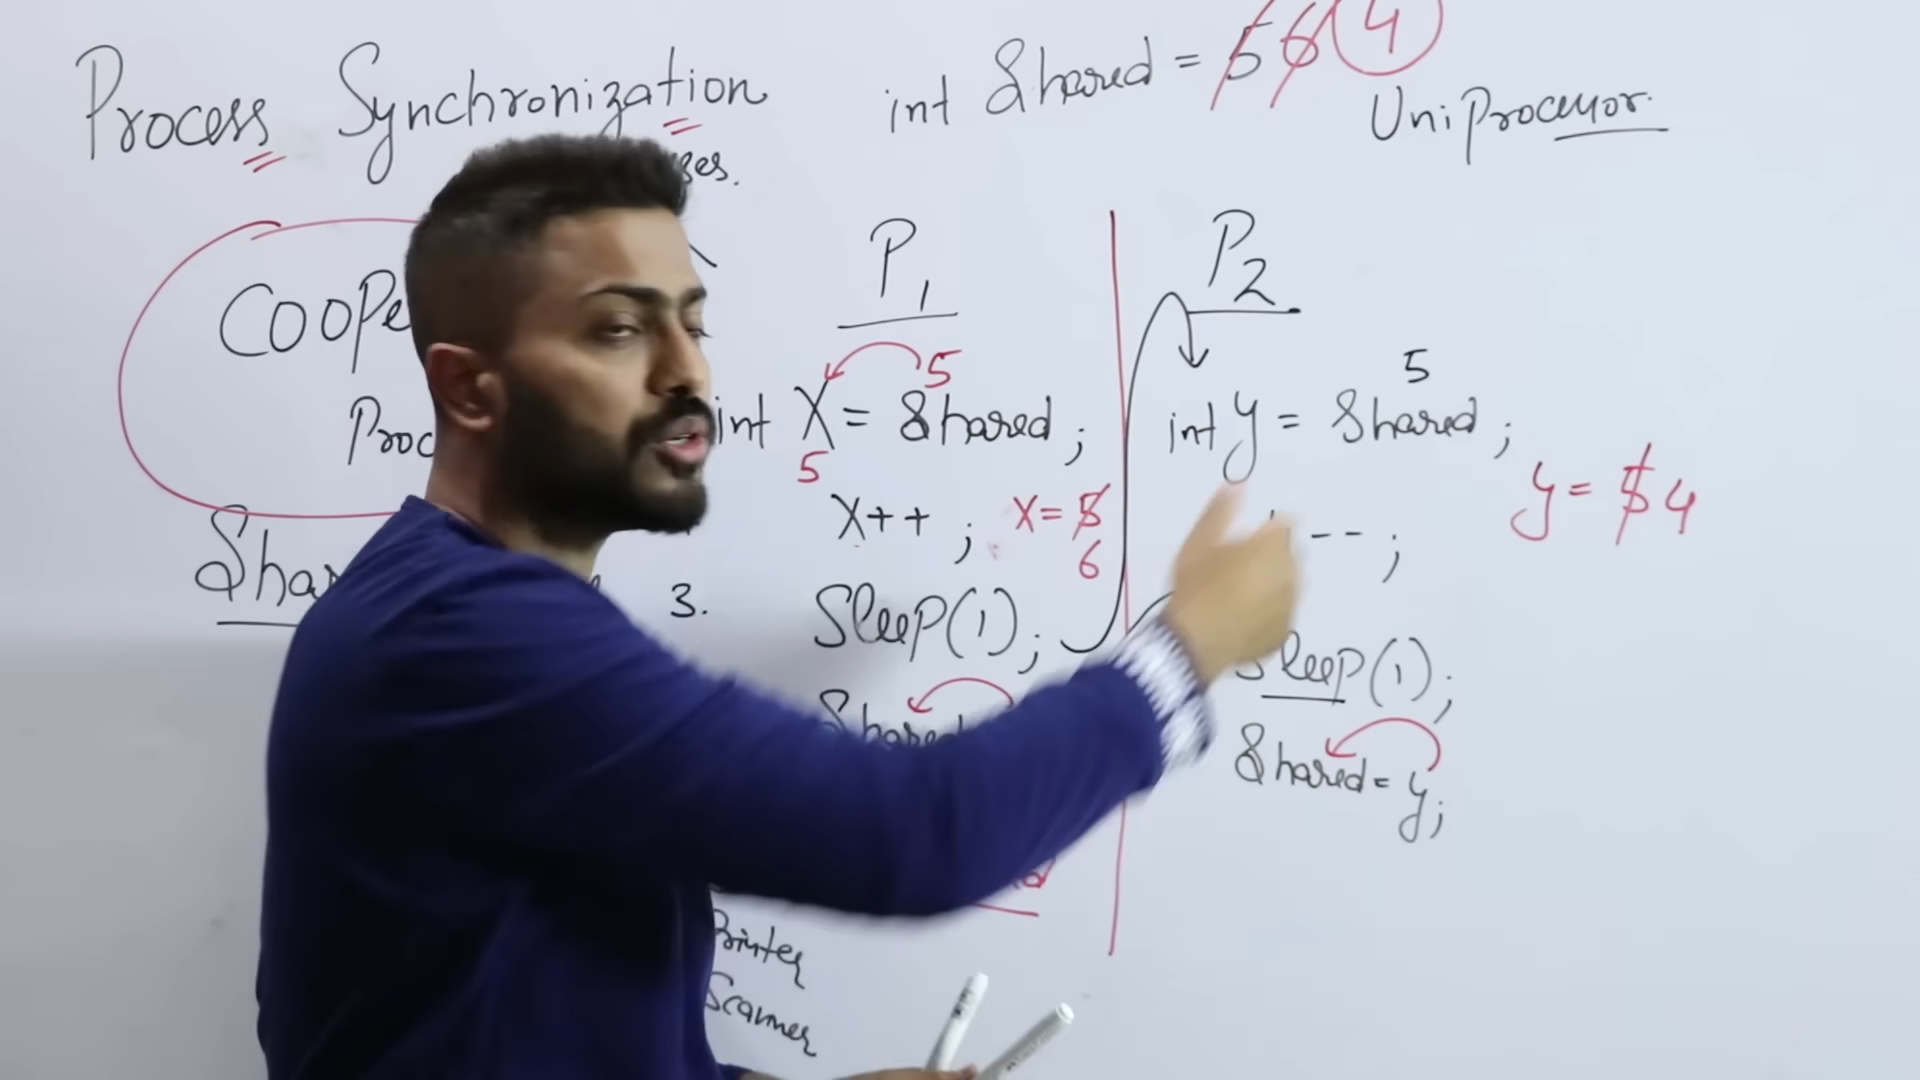 Process Synchronization
int Shared = 5 6 4
UniProcessor.
P1
P2
5
5
int X = Shared ;
int y = Shared ;
5
X++ ; X = 5
6
-- ;
y = 5 4
3.
Sleep(1);
Sleep(1);
Shared = y;
Printer
Scanner